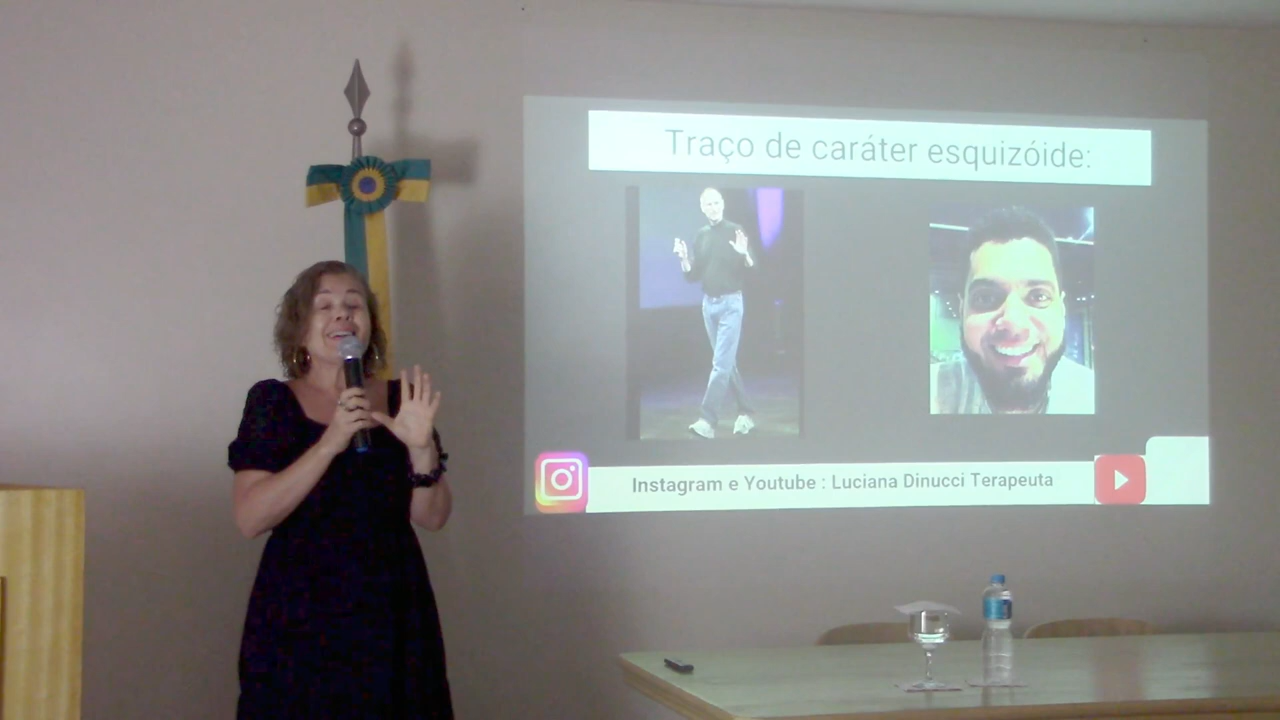 Traço de caráter esquizóide:
Instagram e Youtube : Luciana Dinucci Terapeuta